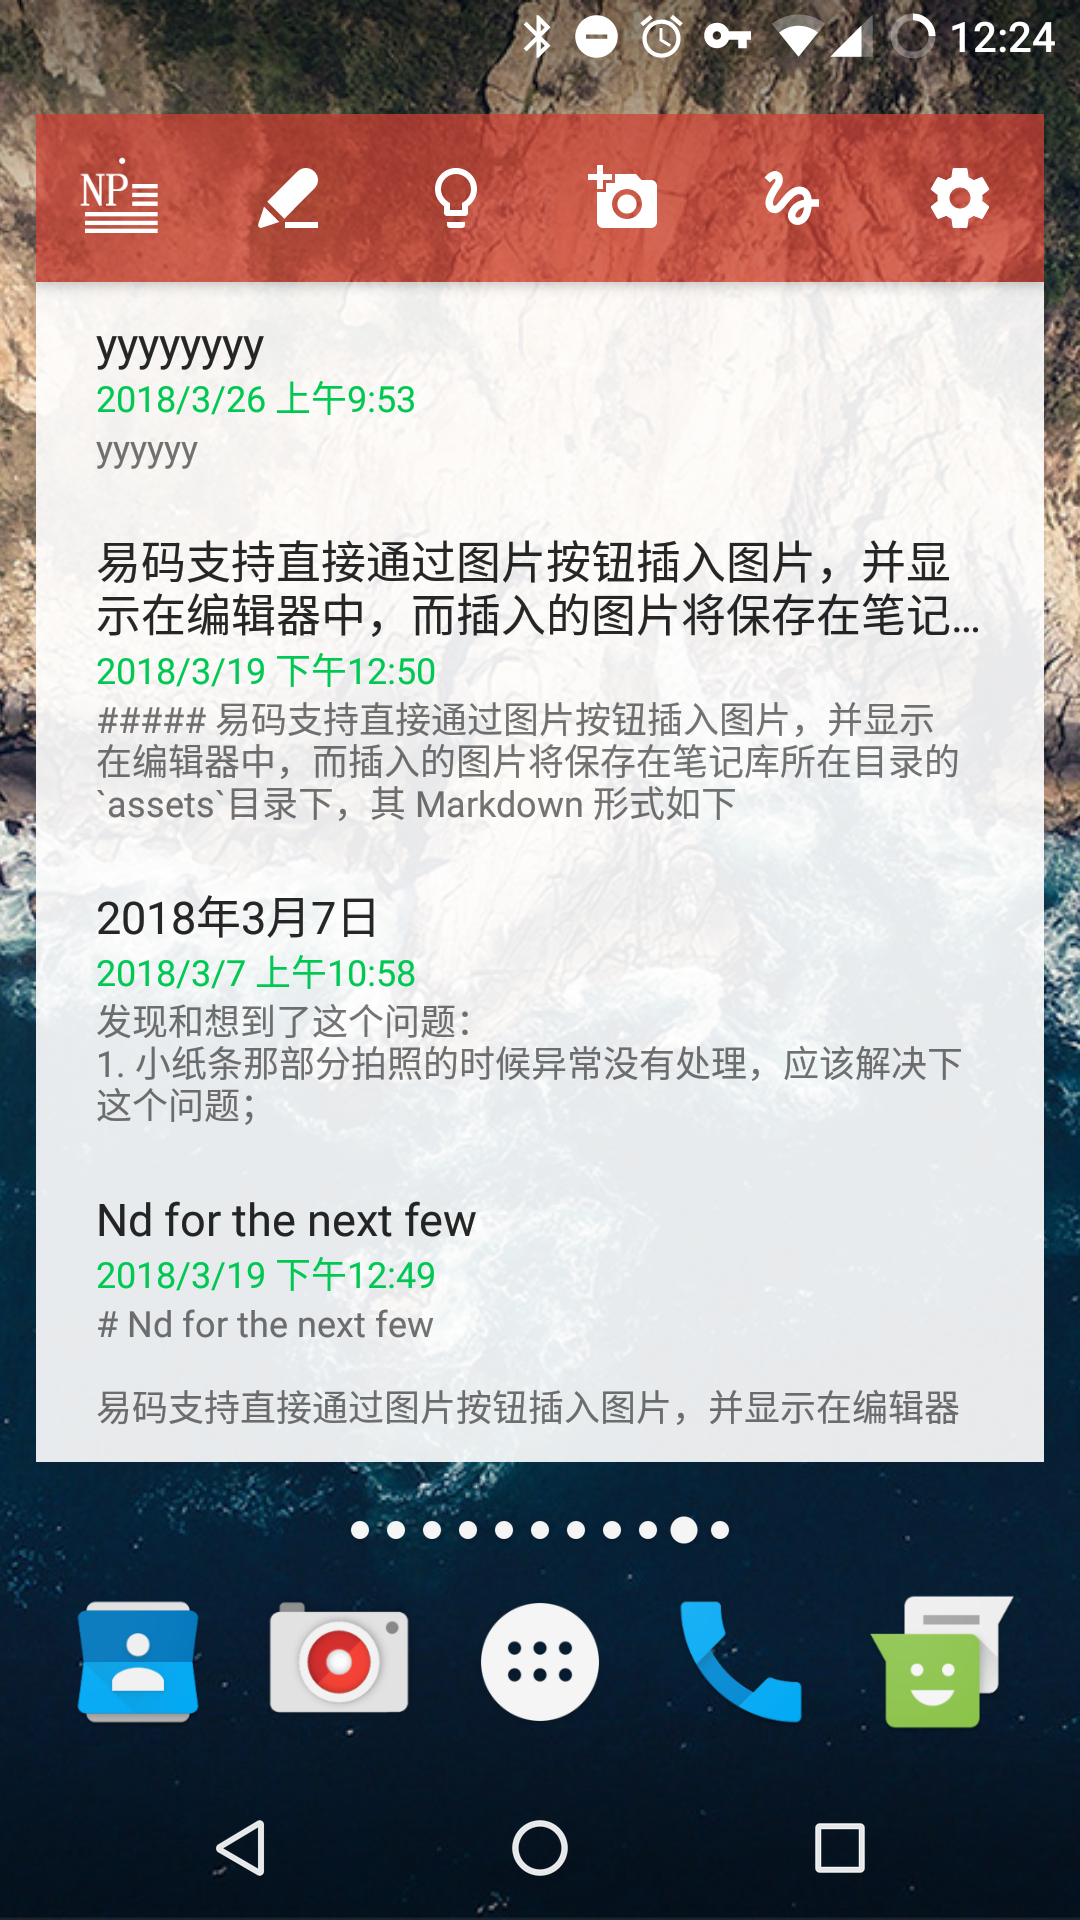 12:24
NP
yyyyyyyy
2018/3/26 上午9:53
yyyyyy
易码支持直接通过图片按钮插入图片，并显
示在编辑器中，而插入的图片将保存在笔记...
2018/3/19 下午12:50
##### 易码支持直接通过图片按钮插入图片，并显示
在编辑器中，而插入的图片将保存在笔记库所在目录的
`assets`目录下，其 Markdown 形式如下
2018年3月7日
2018/3/7 上午10:58
发现和想到了这个问题：
1. 小纸条那部分拍照的时候异常没有处理，应该解决下
这个问题；
Nd for the next few
2018/3/19 下午12:49
# Nd for the next few
易码支持直接通过图片按钮插入图片，并显示在编辑器